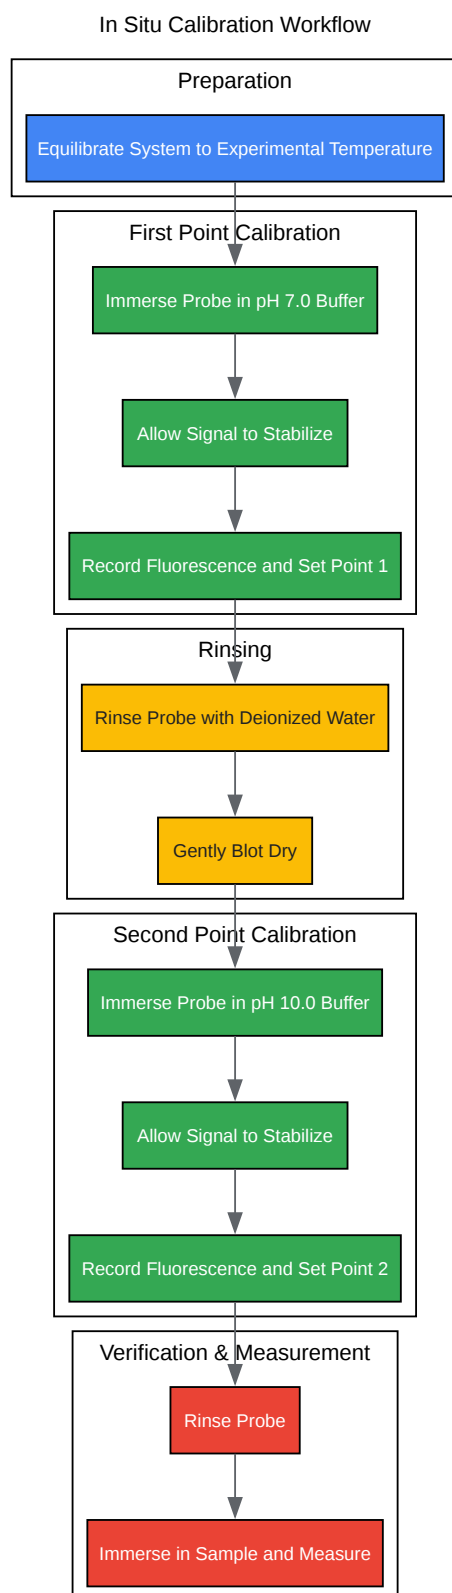 In Situ Calibration Workflow
Preparation
Equilibrate System to Experimental Temperature
First Point Calibration
Immerse Probe in pH 7.0 Buffer
Allow Signal to Stabilize
Record Fluorescence and Set Point 1
Rinsing
Rinse Probe with Deionized Water
Gently Blot Dry
Second Point Calibration
Immerse Probe in pH 10.0 Buffer
Allow Signal to Stabilize
Record Fluorescence and Set Point 2
Verification & Measurement
Rinse Probe
Immerse in Sample and Measure